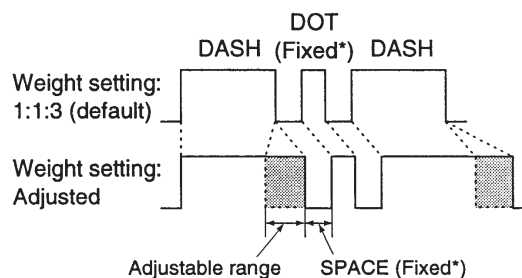 DOT
DASH (Fixed*) DASH
Weight setting:
1:1:3 (default)
Weight setting:
Adjusted
Adjustable range SPACE (Fixed*)